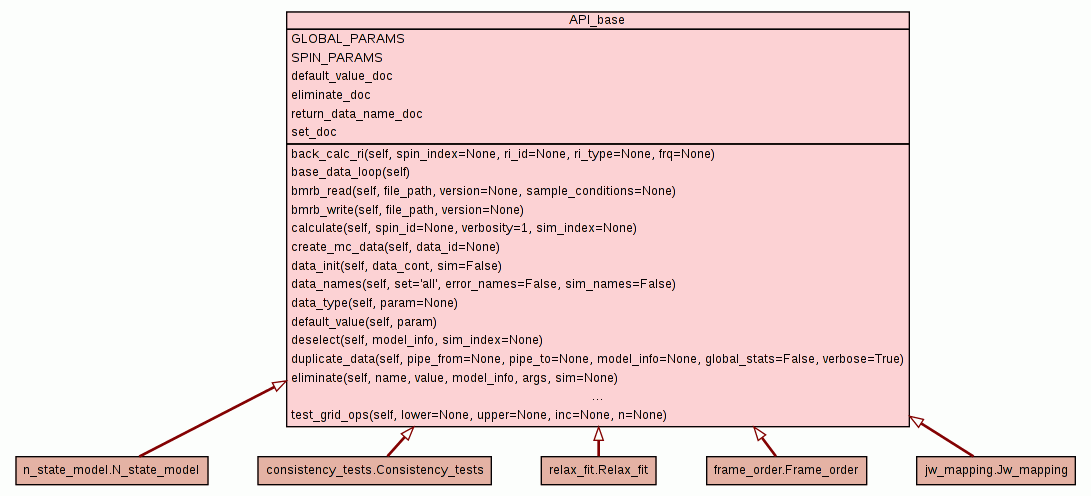 API_base
GLOBAL_PARAMS
SPIN_PARAMS
default_value_doc
eliminate_doc
return_data_name_doc
set_doc
back_calc_ri(self, spin_index=None, ri_id=None, ri_type=None, frq=None)
base_data_loop(self)
bmrb_read(self, file_path, version=None, sample_conditions=None)
bmrb_write(self, file_path, version=None)
calculate(self, spin_id=None, verbosity=1, sim_index=None)
create_mc_data(self, data_id=None)
data_init(self, data_cont, sim=False)
data_names(self, set='all', error_names=False, sim_names=False)
data_type(self, param=None)
default_value(self, param)
deselect(self, model_info, sim_index=None)
duplicate_data(self, pipe_from=None, pipe_to=None, model_info=None, global_stats=False, verbose=True)
eliminate(self, name, value, model_info, args, sim=None)
...
test_grid_ops(self, lower=None, upper=None, inc=None, n=None)
n_state_model.N_state_model
consistency_tests.Consistency_tests
relax_fit.Relax_fit
frame_order.Frame_order
jw_mapping.Jw_mapping